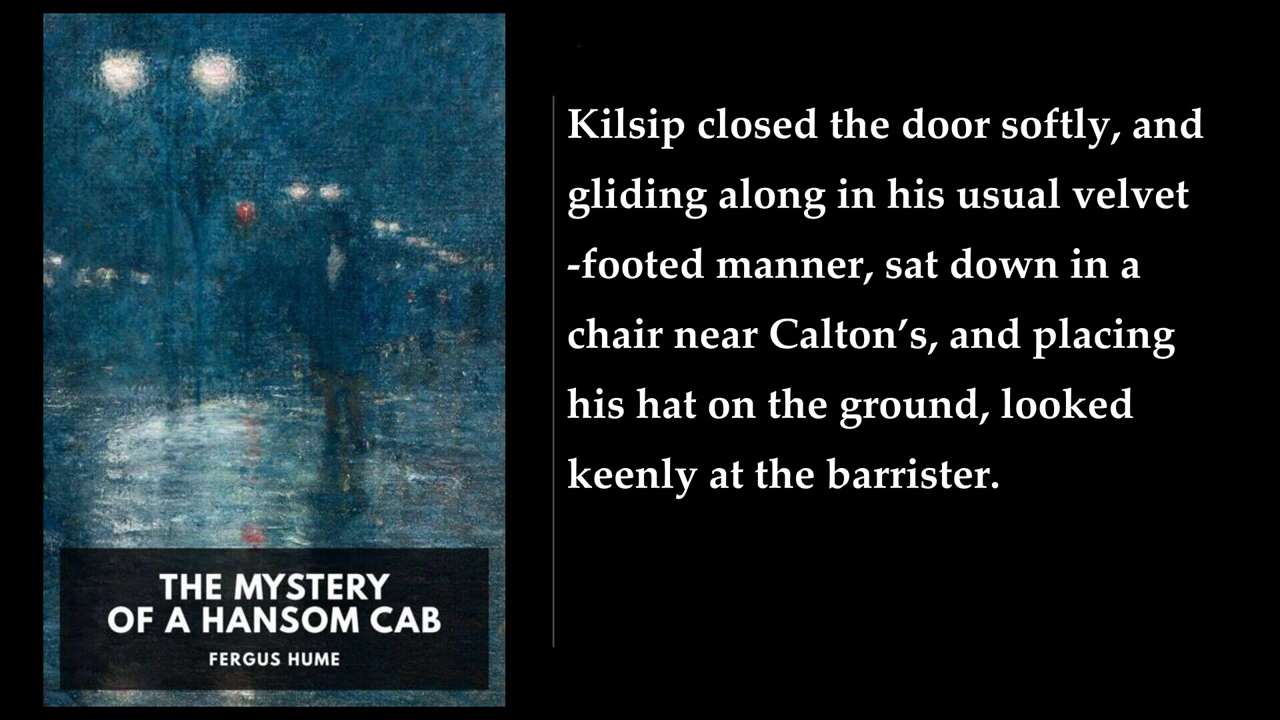 Kilsip closed the door softly, and
gliding along in his usual velvet
-footed manner, sat down in a
chair near Calton’s, and placing
his hat on the ground, looked
keenly at the barrister.
THE MYSTERY
OF A HANSOM CAB
FERGUS HUME